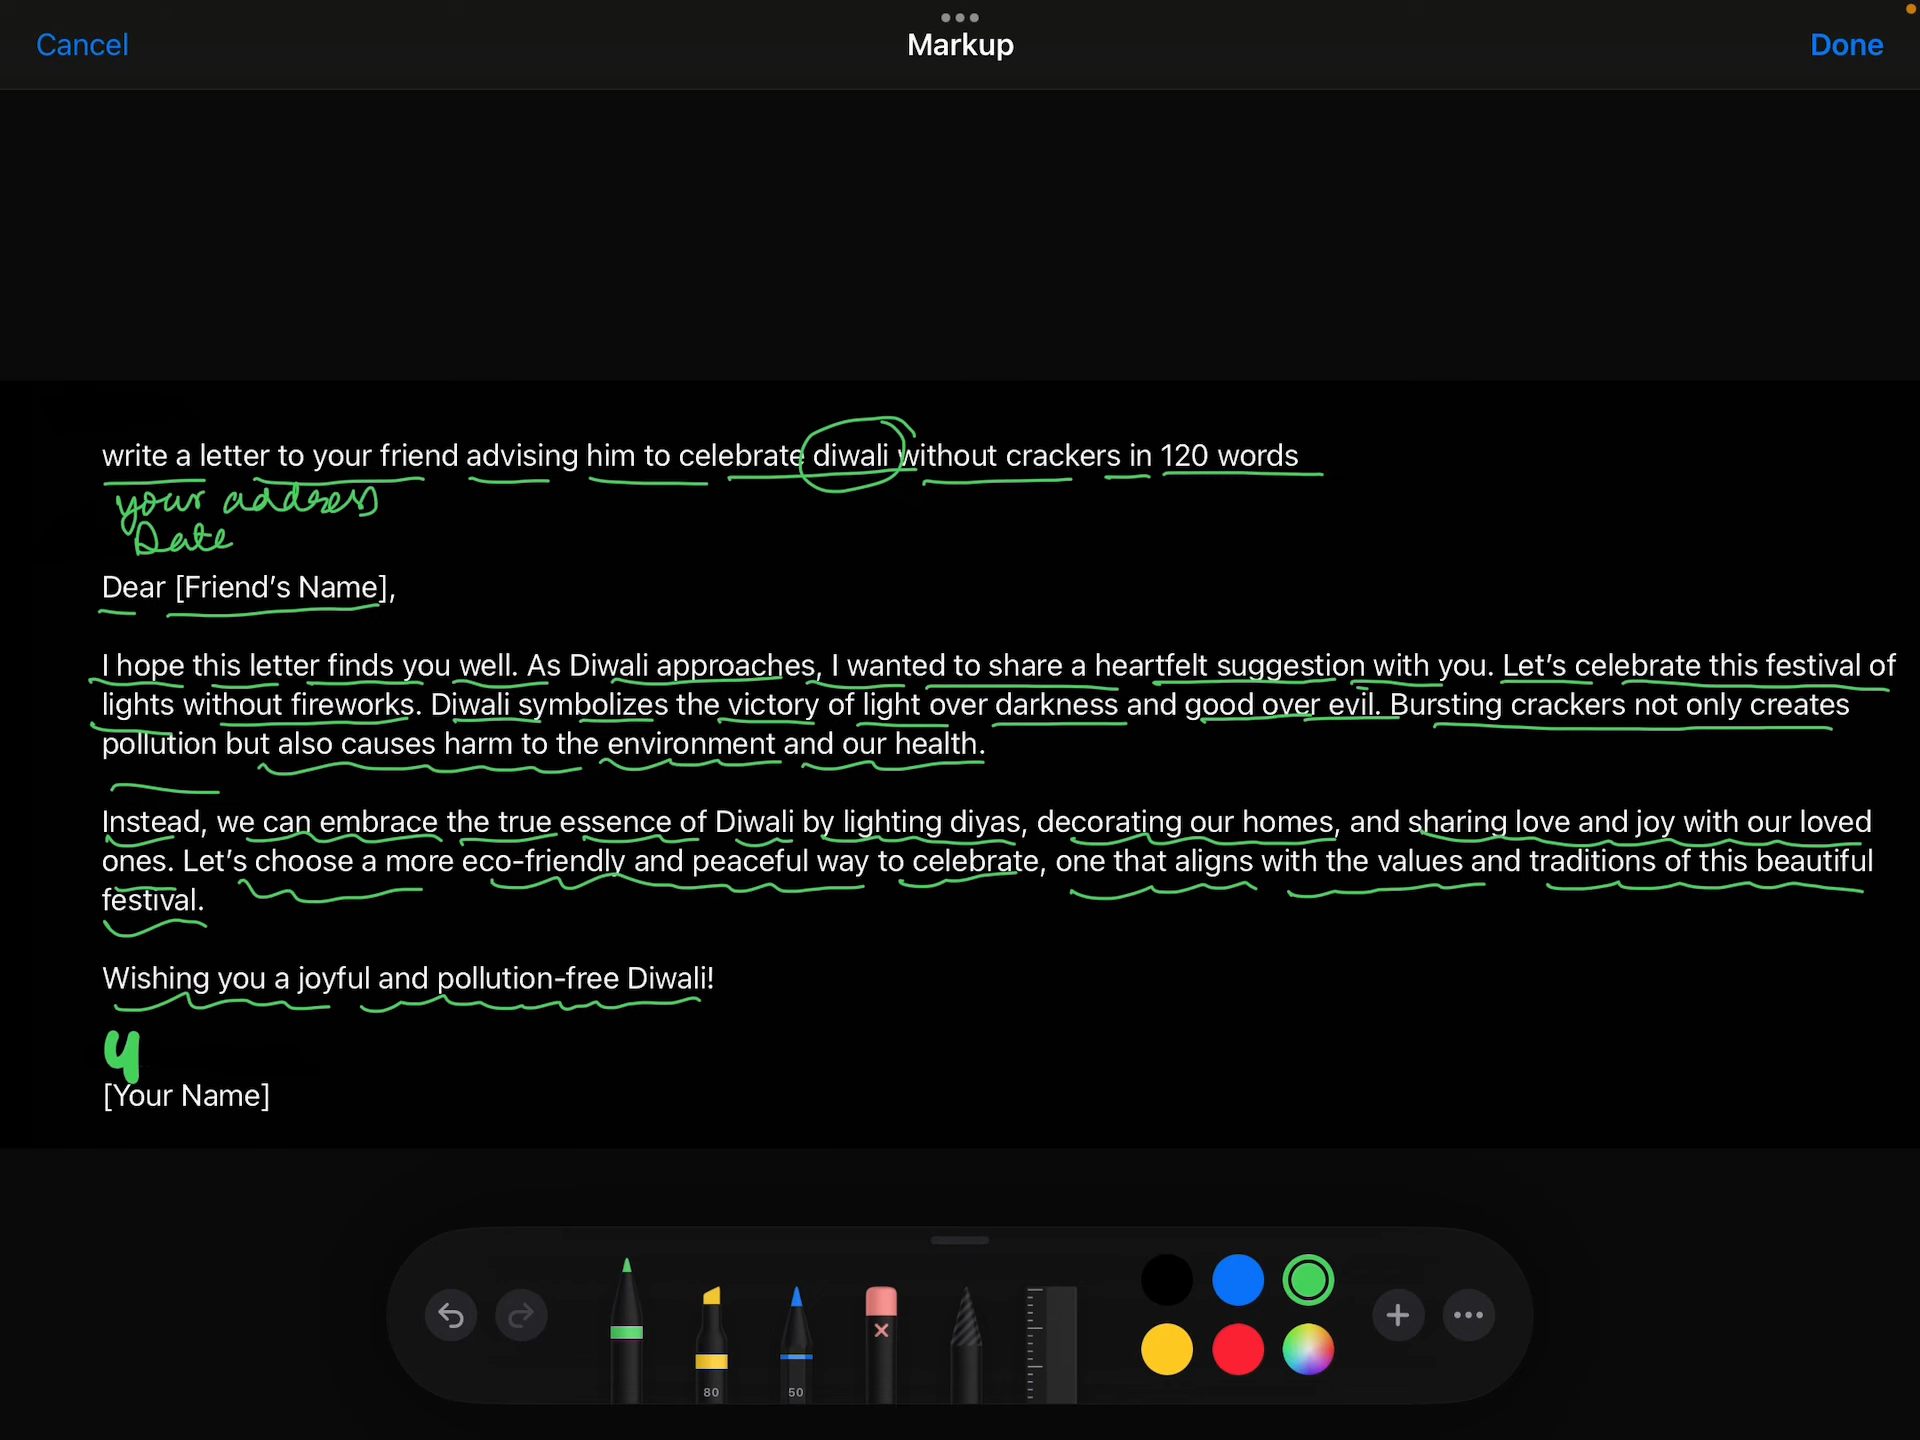 Cancel
Markup
Done
write a letter to your friend advising him to celebrate diwali without crackers in 120 words
your address
Date
Dear [Friend’s Name],
I hope this letter finds you well. As Diwali approaches, I wanted to share a heartfelt suggestion with you. Let’s celebrate this festival of
lights without fireworks. Diwali symbolizes the victory of light over darkness and good over evil. Bursting crackers not only creates
pollution but also causes harm to the environment and our health.
Instead, we can embrace the true essence of Diwali by lighting diyas, decorating our homes, and sharing love and joy with our loved
ones. Let’s choose a more eco-friendly and peaceful way to celebrate, one that aligns with the values and traditions of this beautiful
festival.
Wishing you a joyful and pollution-free Diwali!
[Your Name]
80
50